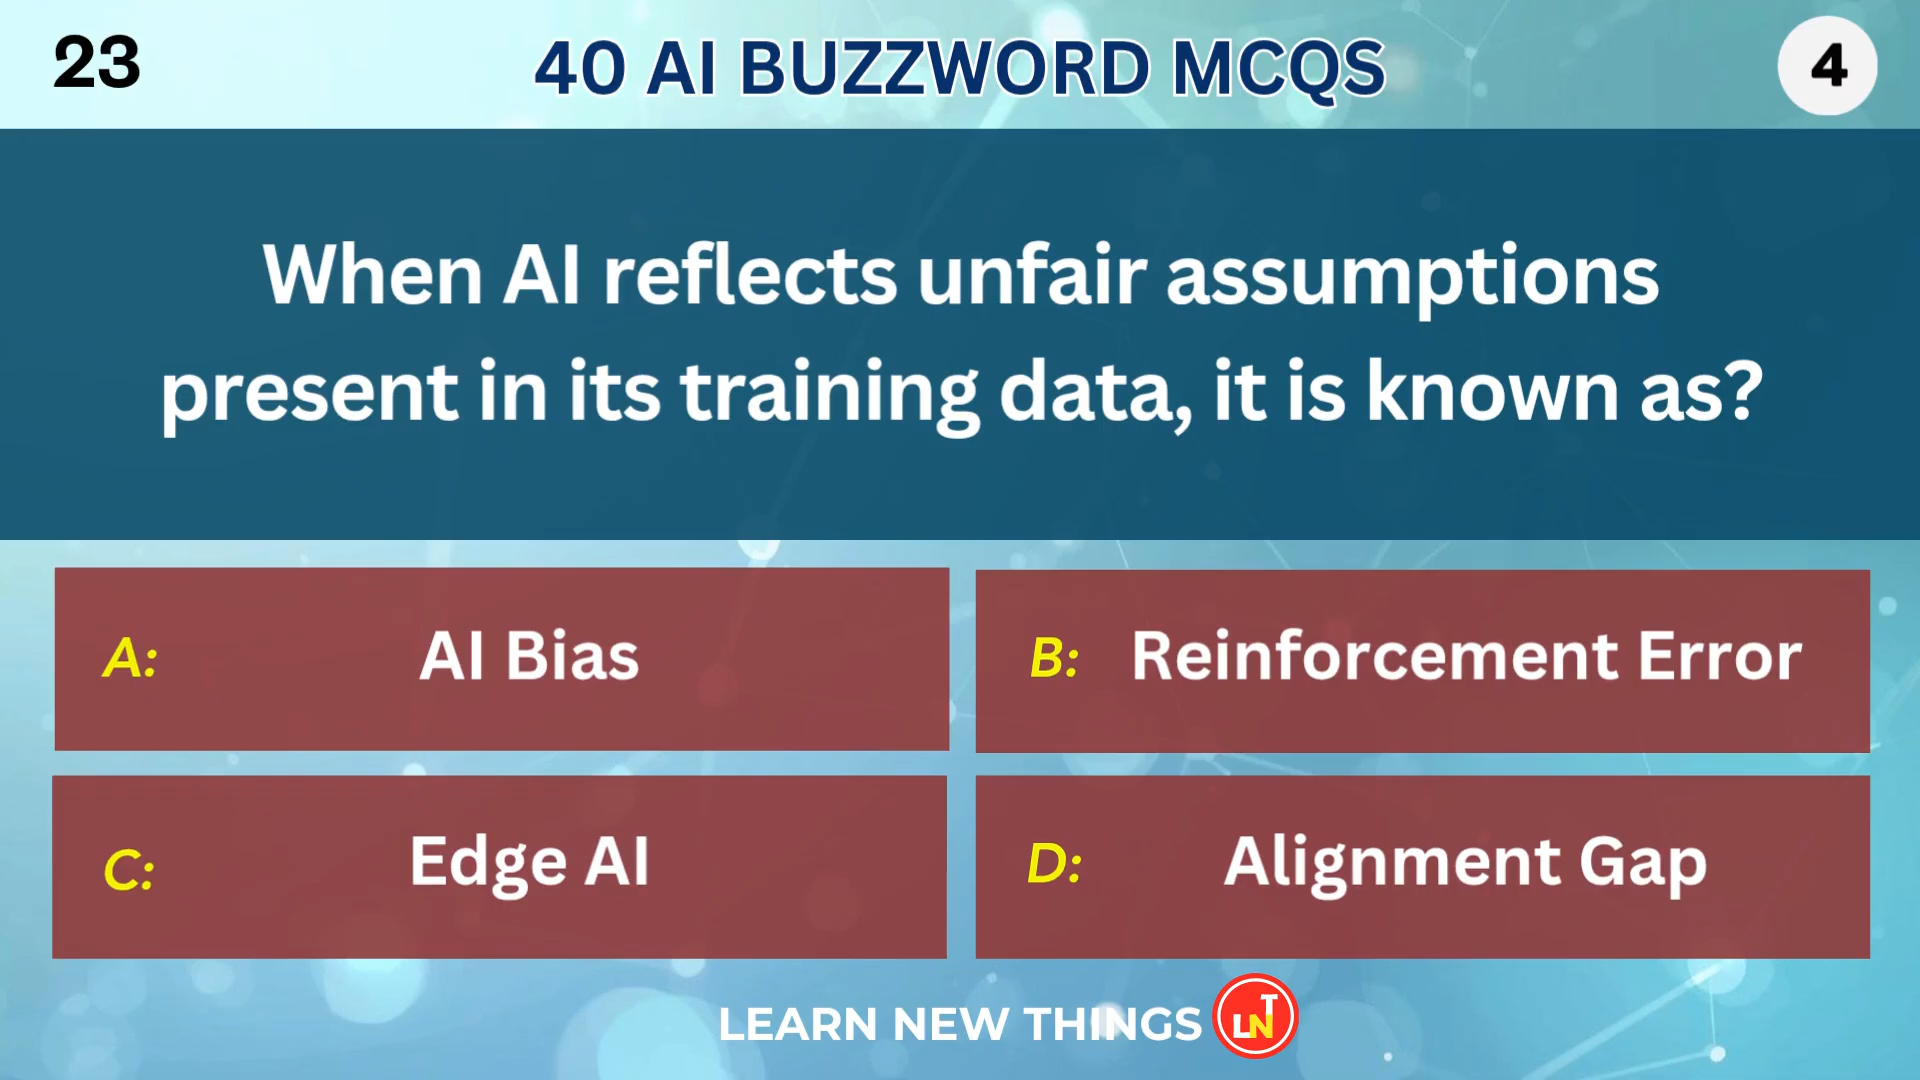 23
40 AI BUZZWORD MCQS
4
When AI reflects unfair assumptions
present in its training data, it is known as?
A: AI Bias
B: Reinforcement Error
C: Edge AI
D: Alignment Gap
LEARN NEW THINGS LNT